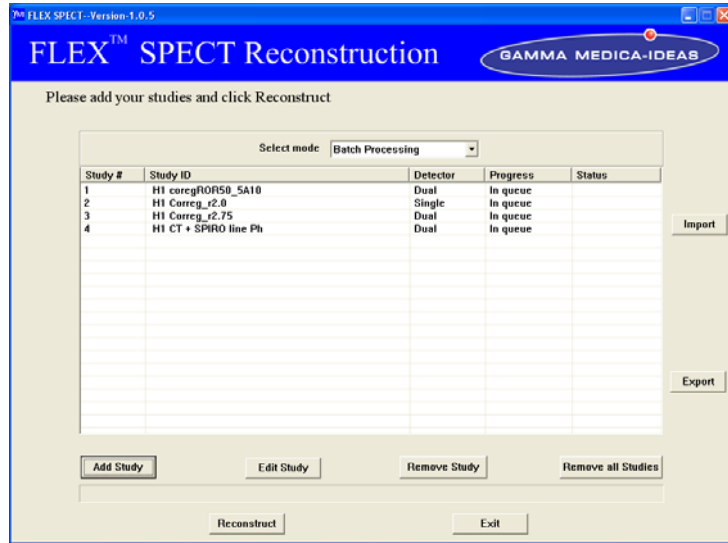 FLEX SPECT--Version-1.0.5
FLEX™ SPECT Reconstruction
GAMMA MEDICA-IDEAS
Please add your studies and click Reconstruct
Select mode Batch Processing
Study # Study ID Detector Progress Status
1 H1 coregROR50_5A10 Dual In queue
2 H1 Correg_r2.0 Single In queue
3 H1 Correg_r2.75 Dual In queue
4 H1 CT + SPIRO line Ph Dual In queue
Import
Export
Add Study Edit Study Remove Study Remove all Studies
Reconstruct Exit